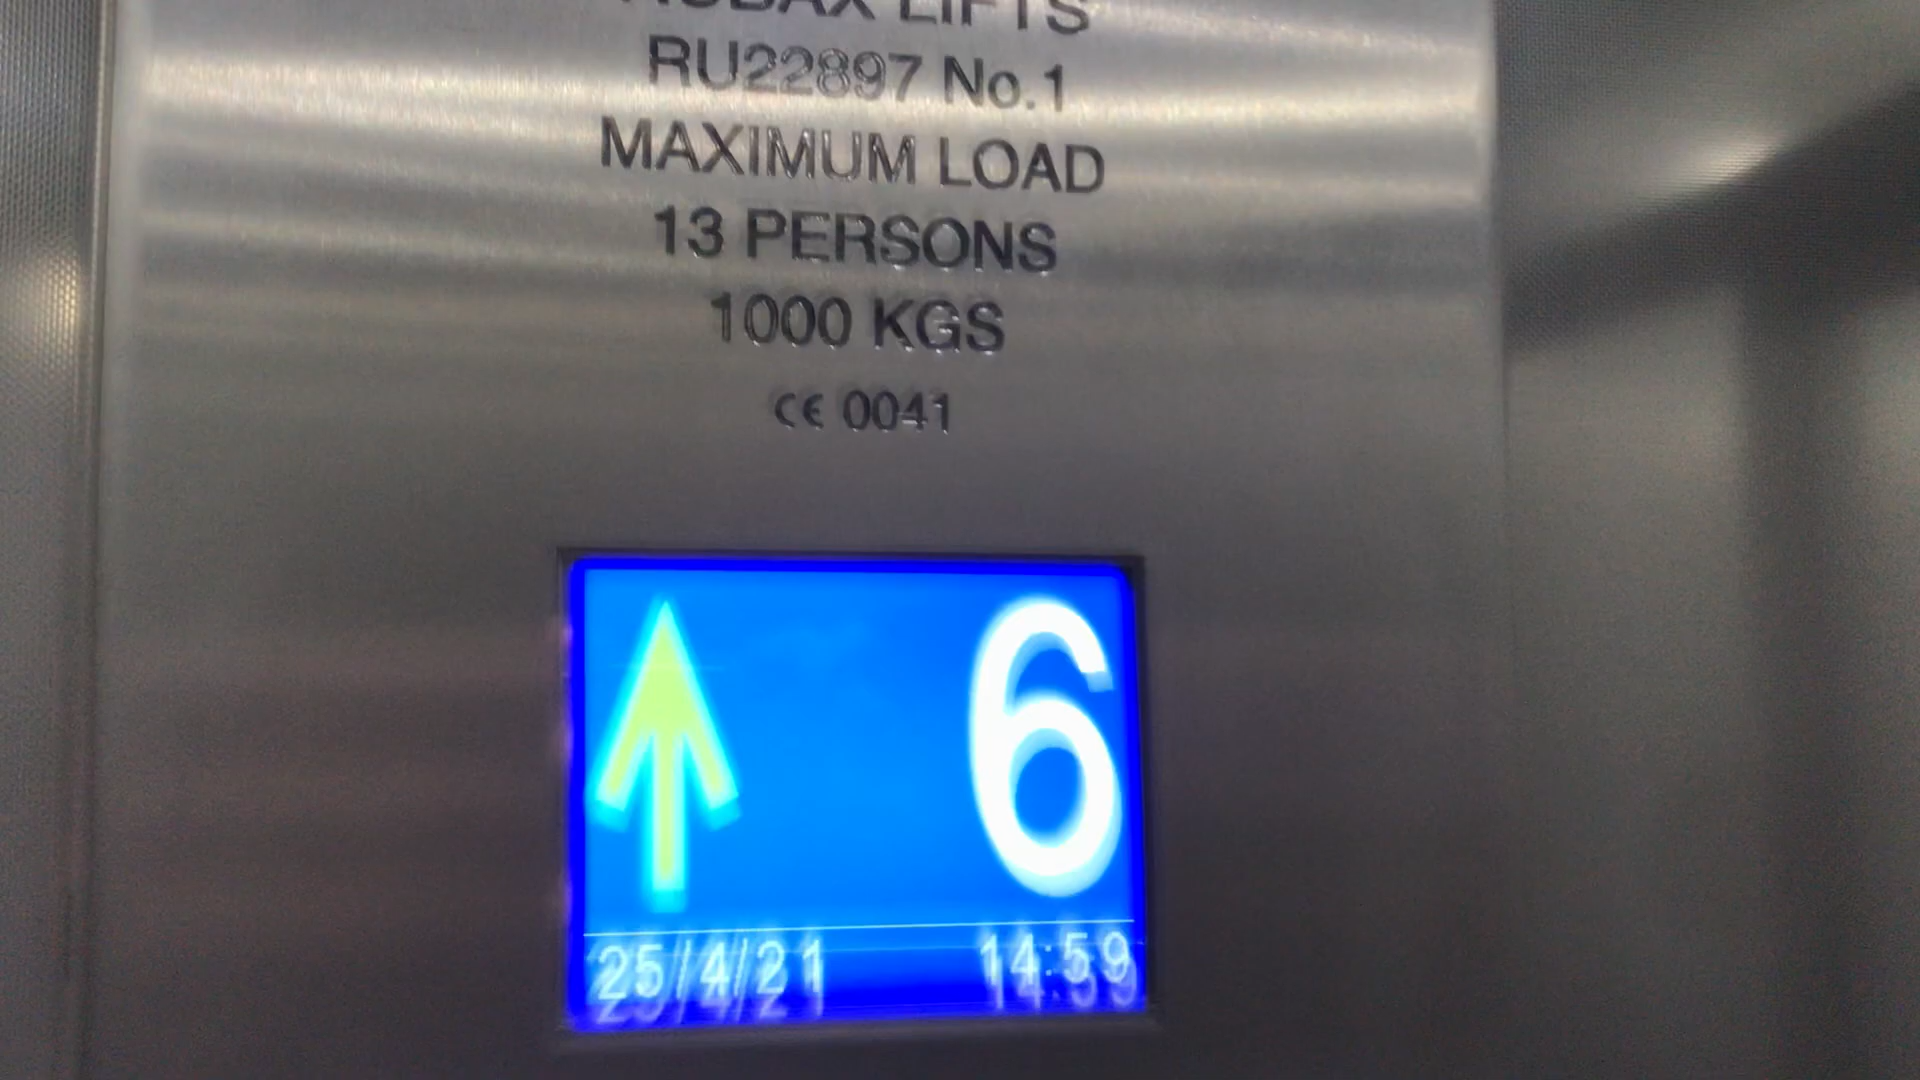 LIFTS
RU22897 No.1
MAXIMUM LOAD
13 PERSONS
1000 KGS
CE 0041
6
25/4/21 14:59